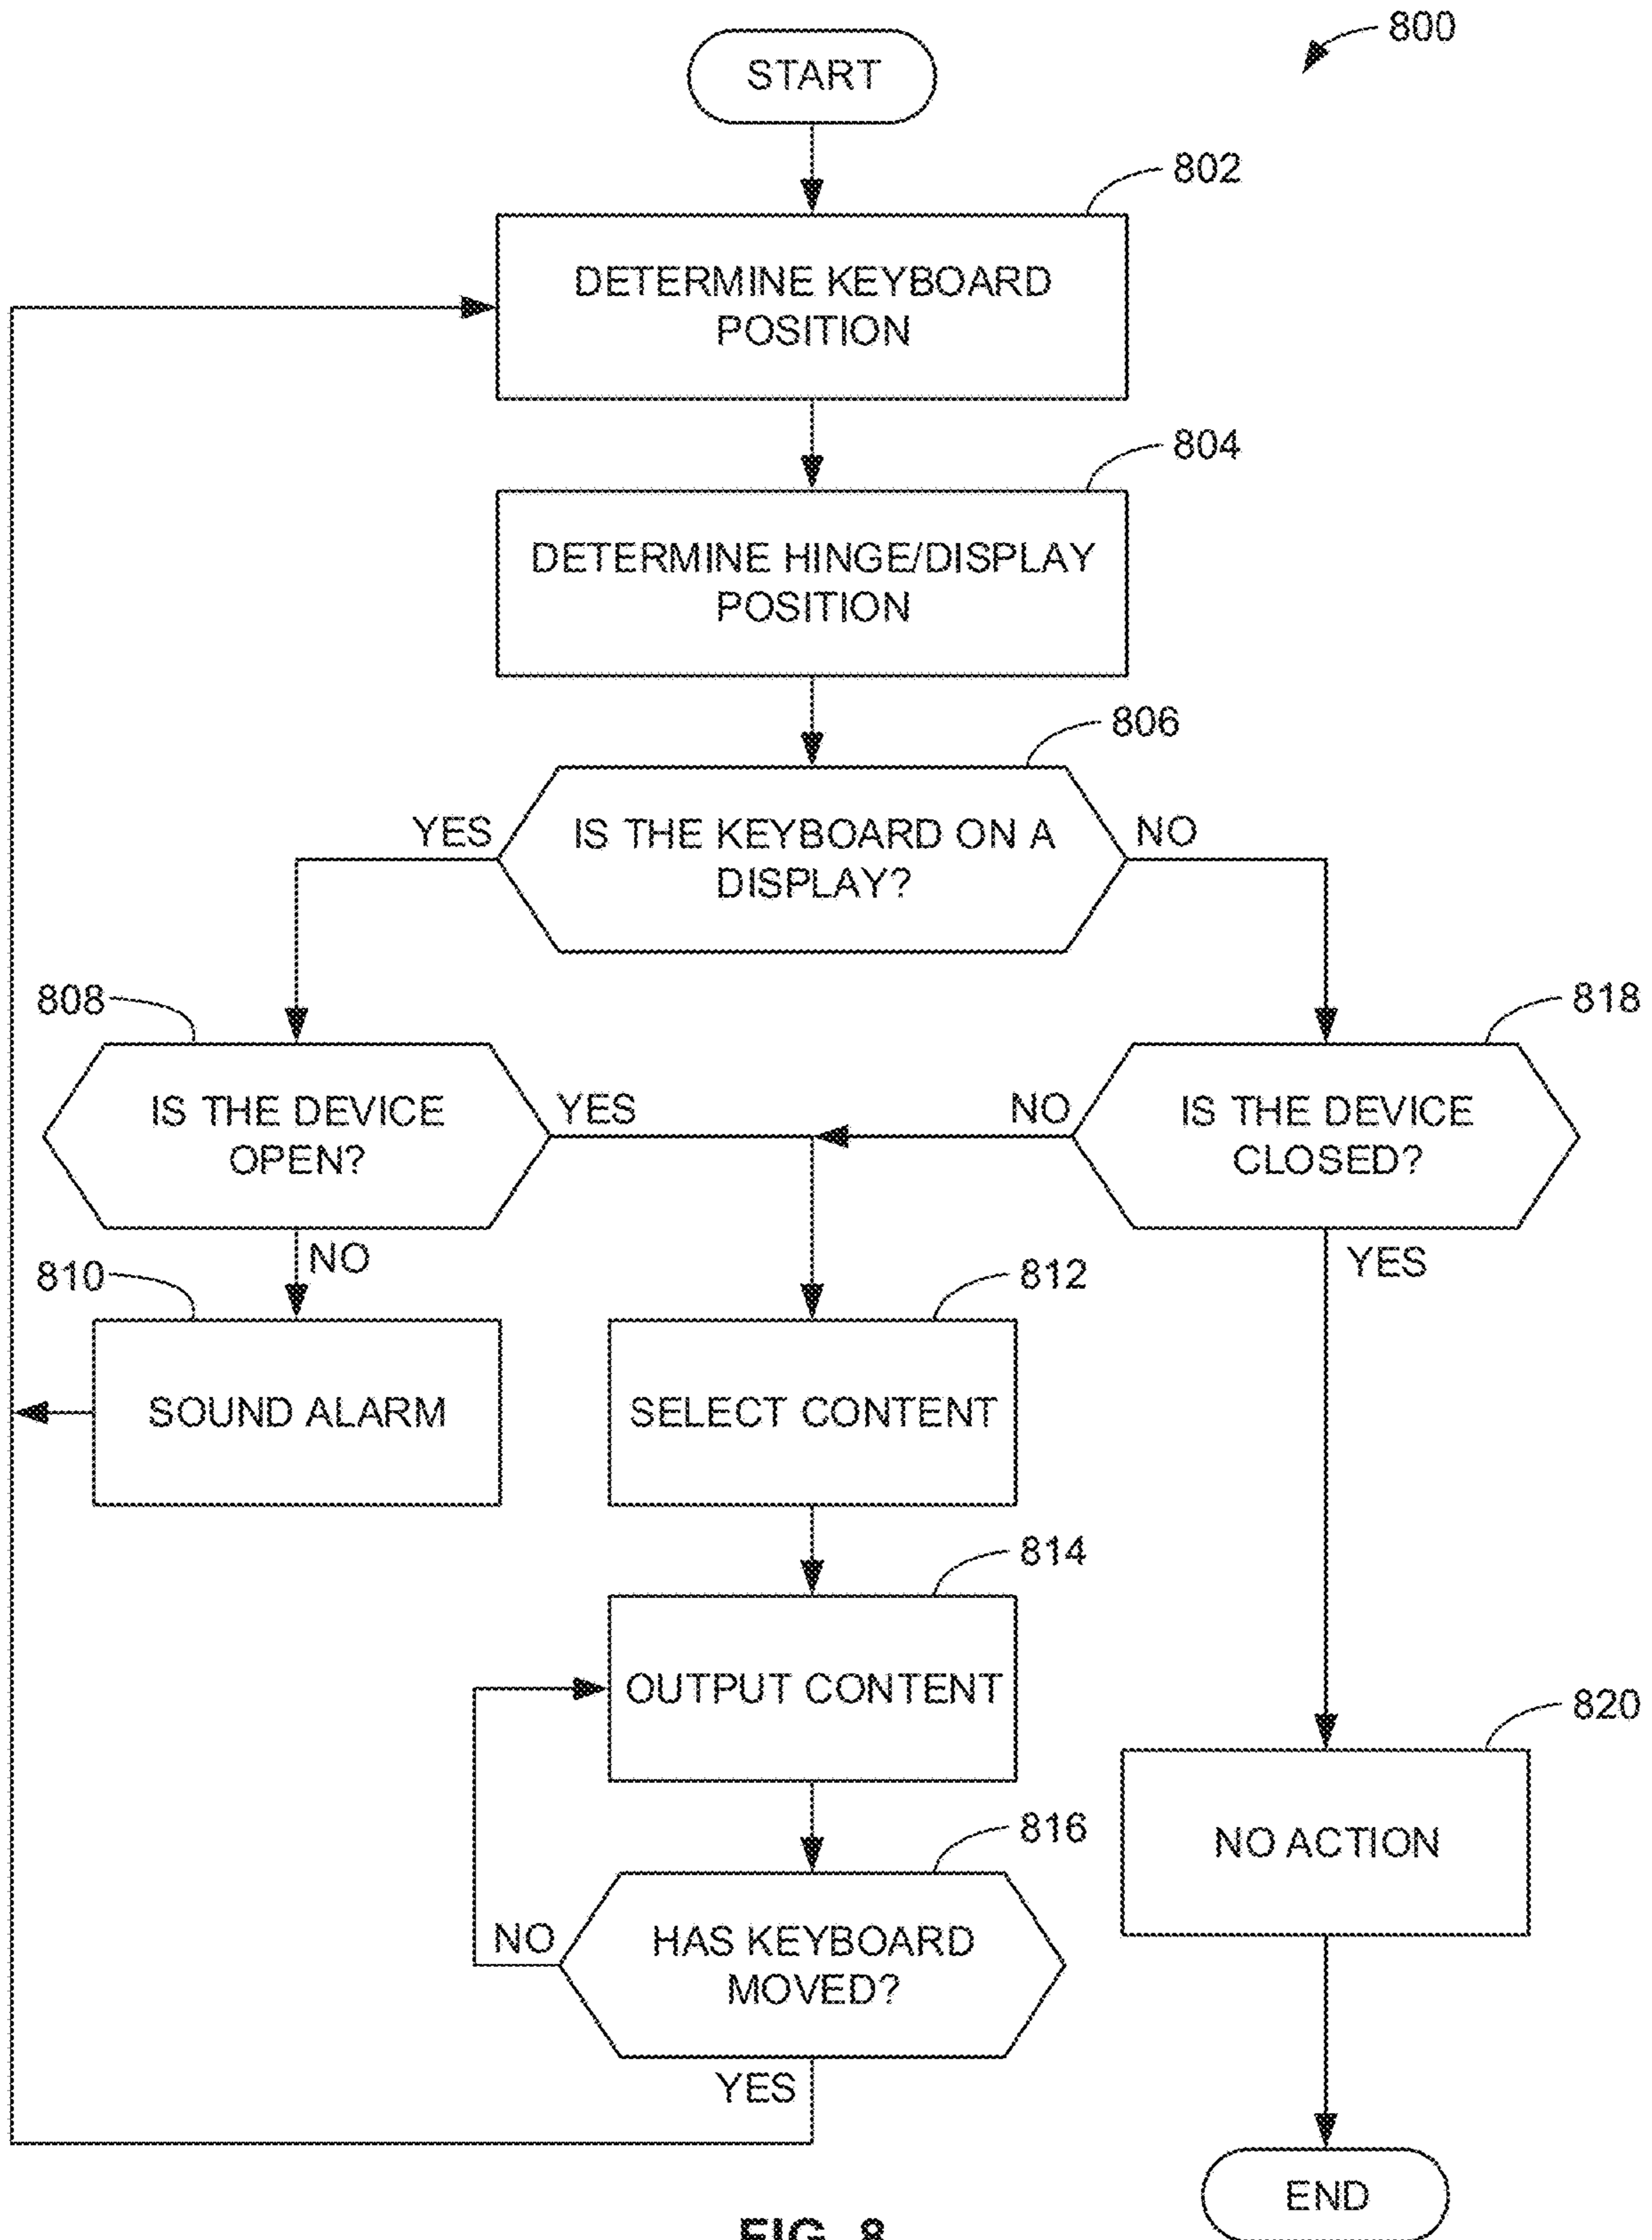 800
START
802
DETERMINE KEYBOARD
POSITION
804
DETERMINE HINGE/DISPLAY
POSITION
806
YES
IS THE KEYBOARD ON A
DISPLAY?
NO
808
IS THE DEVICE
OPEN?
YES
NO
818
IS THE DEVICE
CLOSED?
NO
YES
810
SOUND ALARM
812
SELECT CONTENT
814
OUTPUT CONTENT
816
HAS KEYBOARD
MOVED?
NO
YES
820
NO ACTION
END
FIG. 8